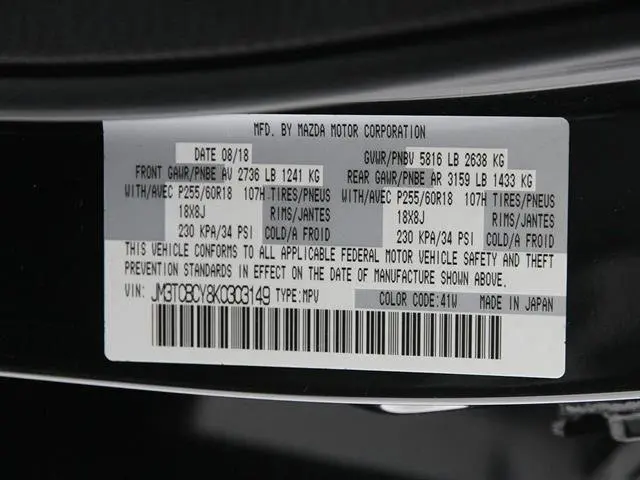 MFD. BY MAZDA MOTOR CORPORATION
DATE 08/18 GVWR/PNBV 5816 LB 2638 KG
FRONT GAWR/PNBE AV 2736 LB 1241 KG REAR GAWR/PNBE AR 3159 LB 1433 KG
WITH/AVEC P255/60R18 107H TIRES/PNEUS WITH/AVEC P255/60R18 107H TIRES/PNEUS
18X8J RIMS/JANTES 18X8J RIMS/JANTES
230 KPA/34 PSI COLD/A FROID 230 KPA/34 PSI COLD/A FROID
THIS VEHICLE CONFORMS TO ALL APPLICABLE FEDERAL MOTOR VEHICLE SAFETY AND THEFT
PREVENTION STANDARDS IN EFFECT ON THE DATE OF MANUFACTURE SHOWN ABOVE.
VIN: JM3TCBCY8K0303149 TYPE:MPV COLOR CODE:41W MADE IN JAPAN